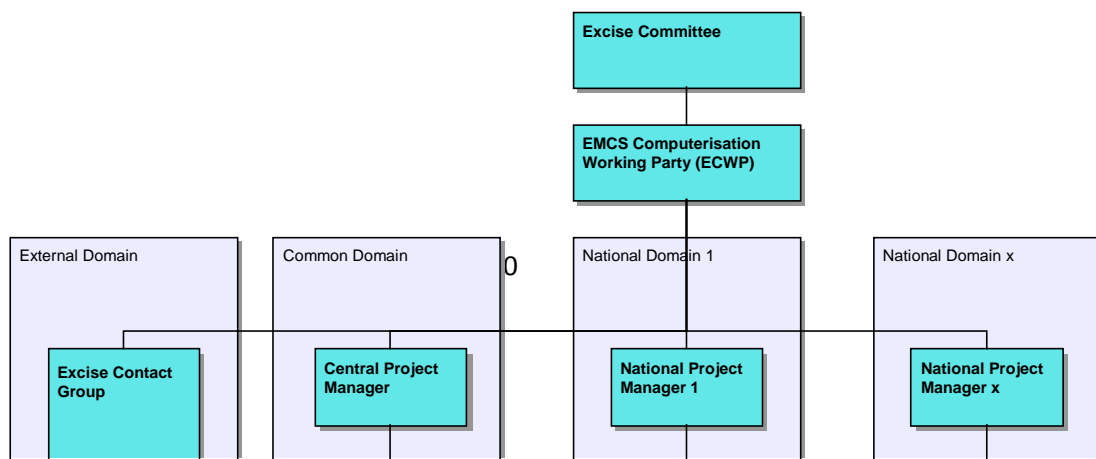 Excise Committee
EMCS Computerisation
Working Party (ECWP)
External Domain
Common Domain
0
National Domain 1
National Domain x
Excise Contact
Group
Central Project
Manager
National Project
Manager 1
National Project
Manager x